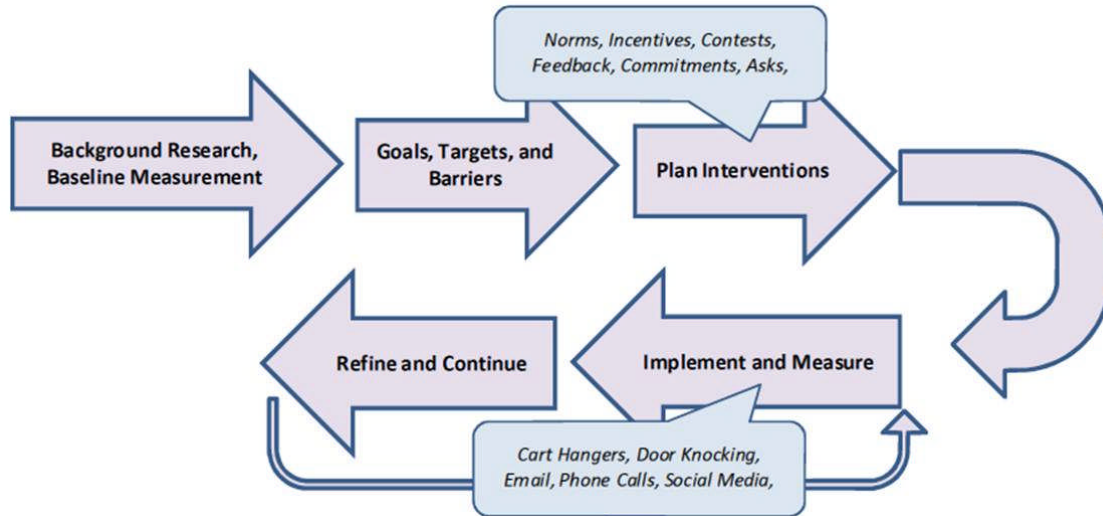 Norms, Incentives, Contests,
Feedback, Commitments, Asks,
Background Research,
Baseline Measurement
Goals, Targets, and
Barriers
Plan Interventions
Refine and Continue
Implement and Measure
Cart Hangers, Door Knocking,
Email, Phone Calls, Social Media,